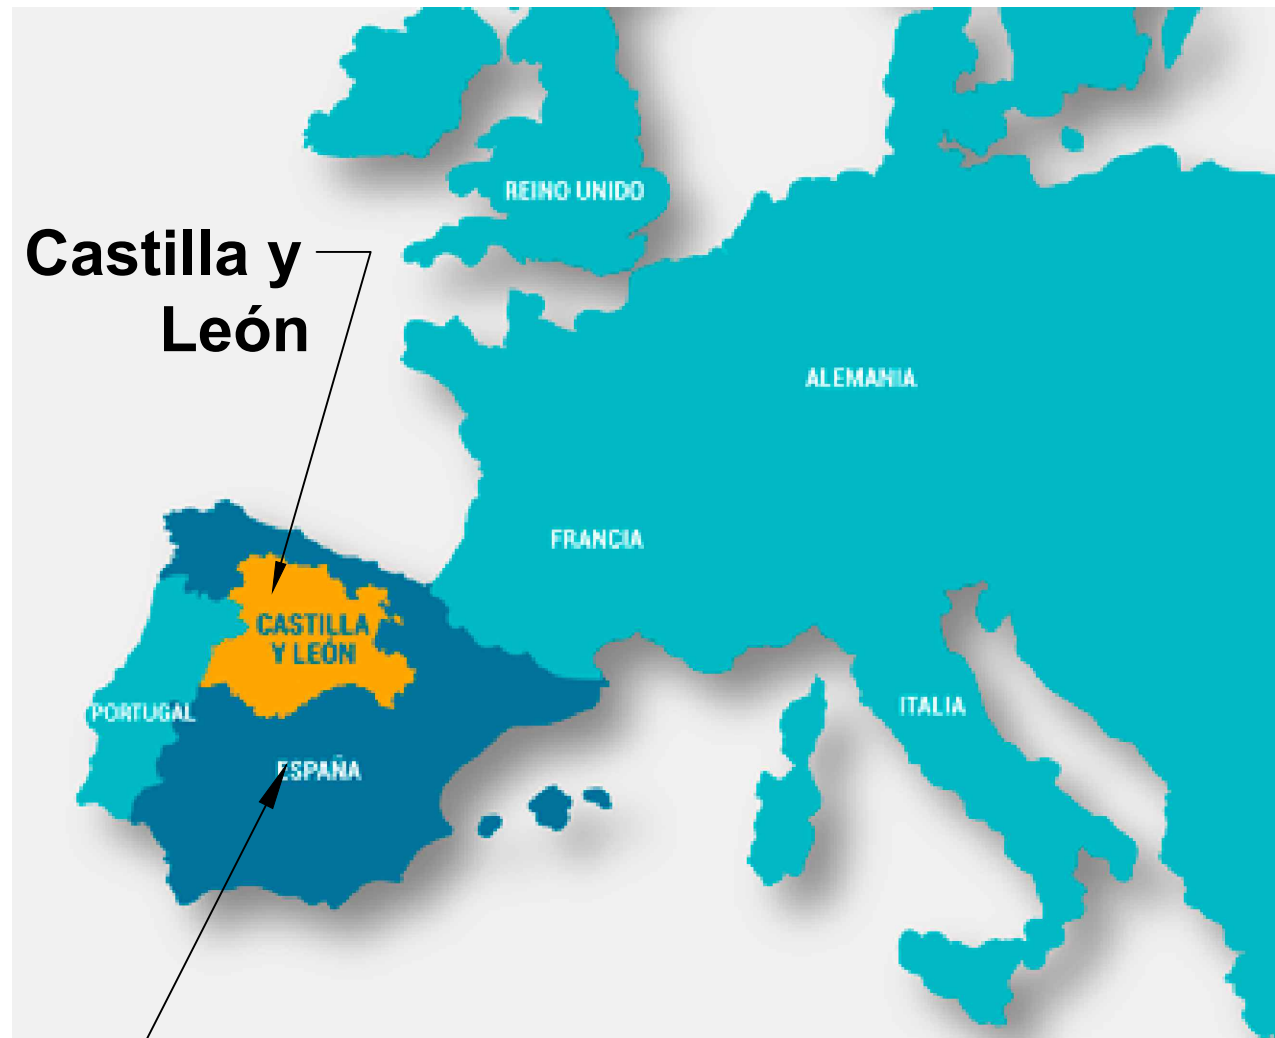 REINO UNIDO
Castilla y
León
ALEMANIA
FRANCIA
CASTILLA
Y LEÓN
PORTUGAL
ITALIA
ESPAÑA